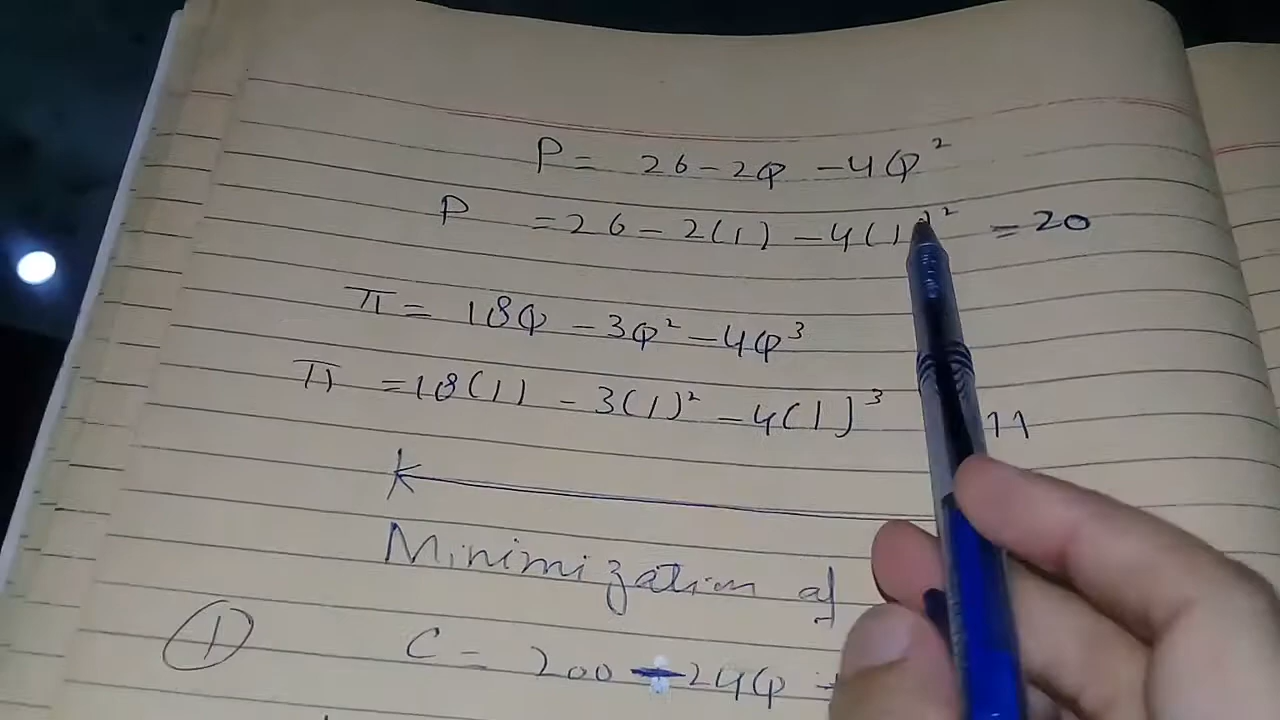 P = 26 - 2Q - 4Q²
P = 26 - 2(1) - 4(1)² = 20
π = 18Q - 3Q² - 4Q³
π = 18(1) - 3(1)² - 4(1)³ 11
Minimization of
① C = 200 - 24Q